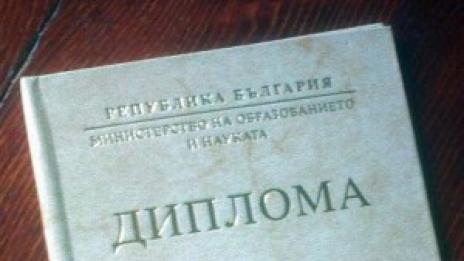 РЕПУБЛИКА БЪЛГАРИЯ
МИНИСТЕРСТВО НА ОБРАЗОВАНИЕТО
И НАУКАТА
ДИПЛОМА